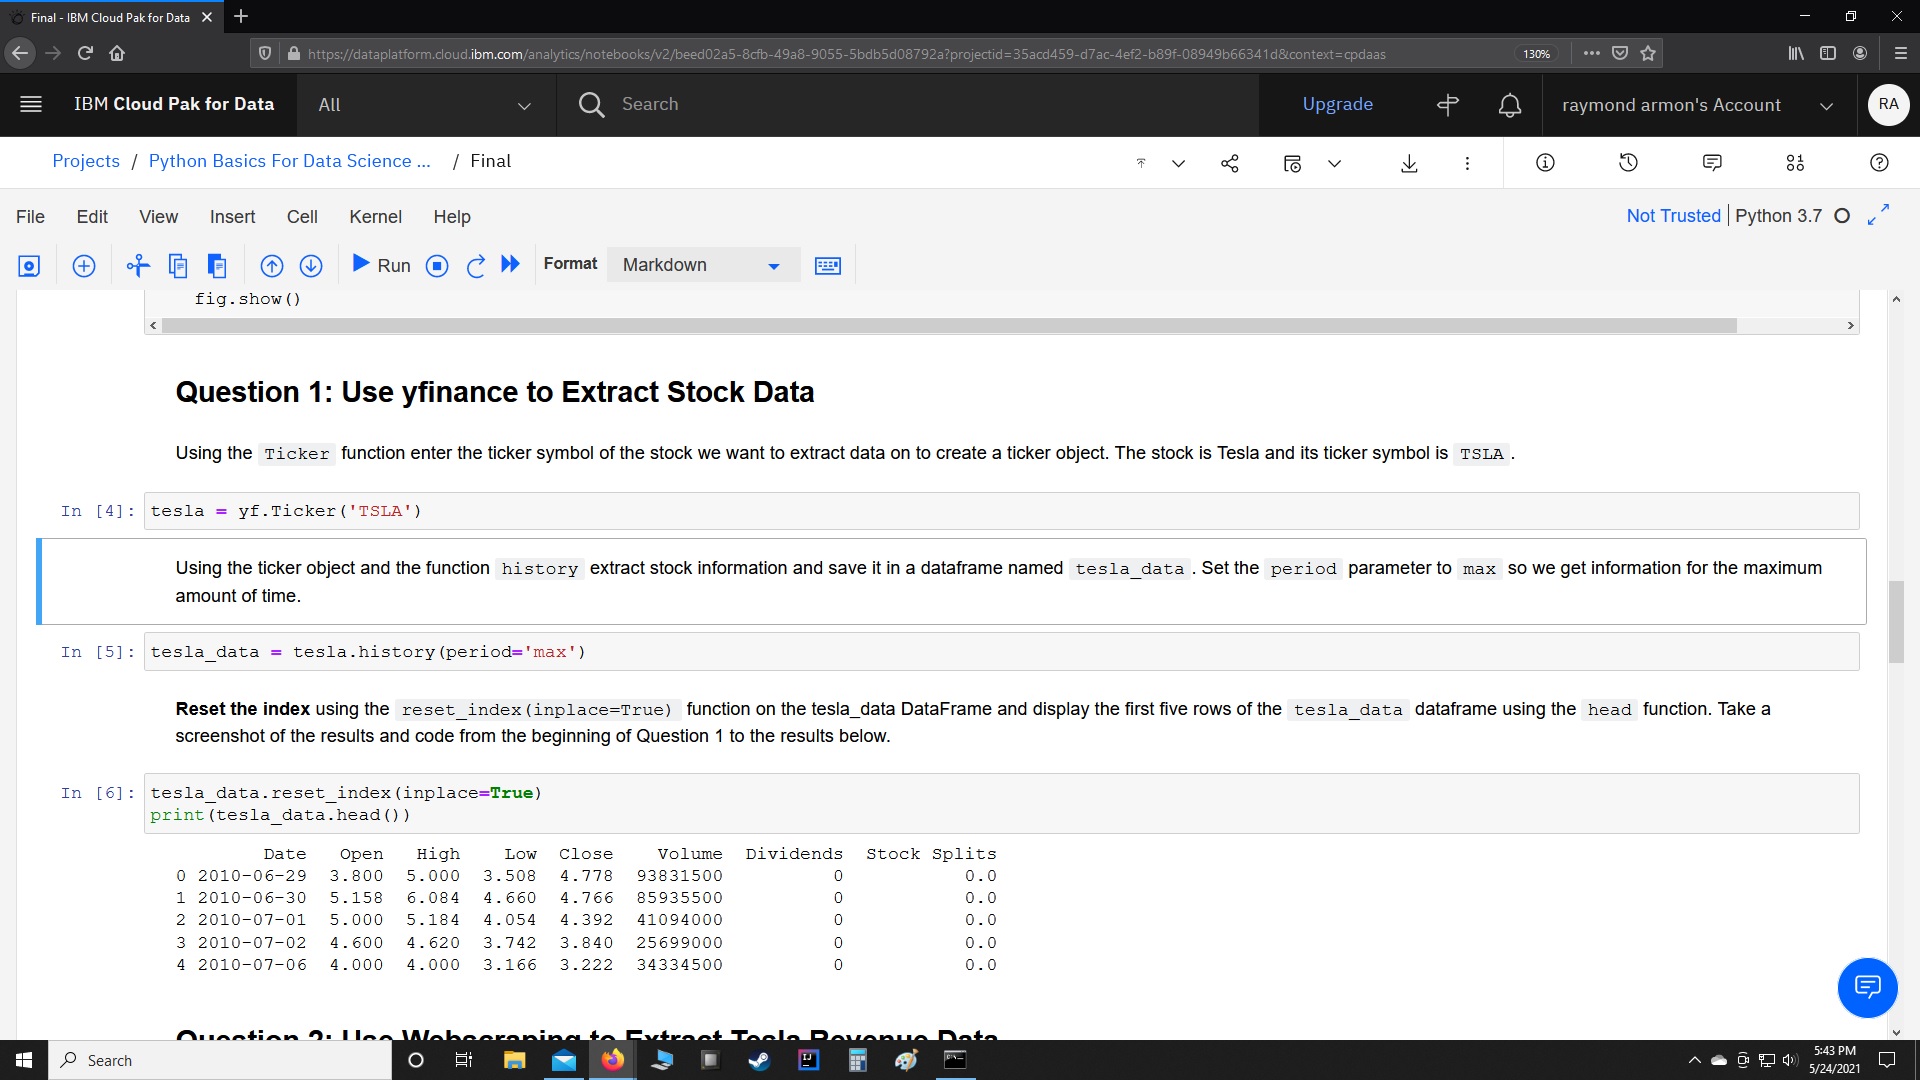 Final - IBM Cloud Pak for Data
https://dataplatform.cloud.ibm.com/analytics/notebooks/v2/beed02a5-8cfb-49a8-9055-5bdb5d08792a?projectid=35acd459-d7ac-4ef2-b89f-08949b66341d&context=cpdaas 130%
IBM Cloud Pak for Data All Search Upgrade raymond armon's Account RA
Projects / Python Basics For Data Science ... / Final
File Edit View Insert Cell Kernel Help Not Trusted Python 3.7
Run Format Markdown
fig.show()
Question 1: Use yfinance to Extract Stock Data
Using the Ticker function enter the ticker symbol of the stock we want to extract data on to create a ticker object. The stock is Tesla and its ticker symbol is TSLA .
In [4]: tesla = yf.Ticker('TSLA')
Using the ticker object and the function history extract stock information and save it in a dataframe named tesla_data . Set the period parameter to max so we get information for the maximum
amount of time.
In [5]: tesla_data = tesla.history(period='max')
Reset the index using the reset_index(inplace=True) function on the tesla_data DataFrame and display the first five rows of the tesla_data dataframe using the head function. Take a
screenshot of the results and code from the beginning of Question 1 to the results below.
In [6]: tesla_data.reset_index(inplace=True)
print(tesla_data.head())
Date Open High Low Close Volume Dividends Stock Splits
0 2010-06-29 3.800 5.000 3.508 4.778 93831500 0 0.0
1 2010-06-30 5.158 6.084 4.660 4.766 85935500 0 0.0
2 2010-07-01 5.000 5.184 4.054 4.392 41094000 0 0.0
3 2010-07-02 4.600 4.620 3.742 3.840 25699000 0 0.0
4 2010-07-06 4.000 4.000 3.166 3.222 34334500 0 0.0
Question 2: Use Webscraping to Extract Tesla Revenue Data
Search
5:43 PM
5/24/2021